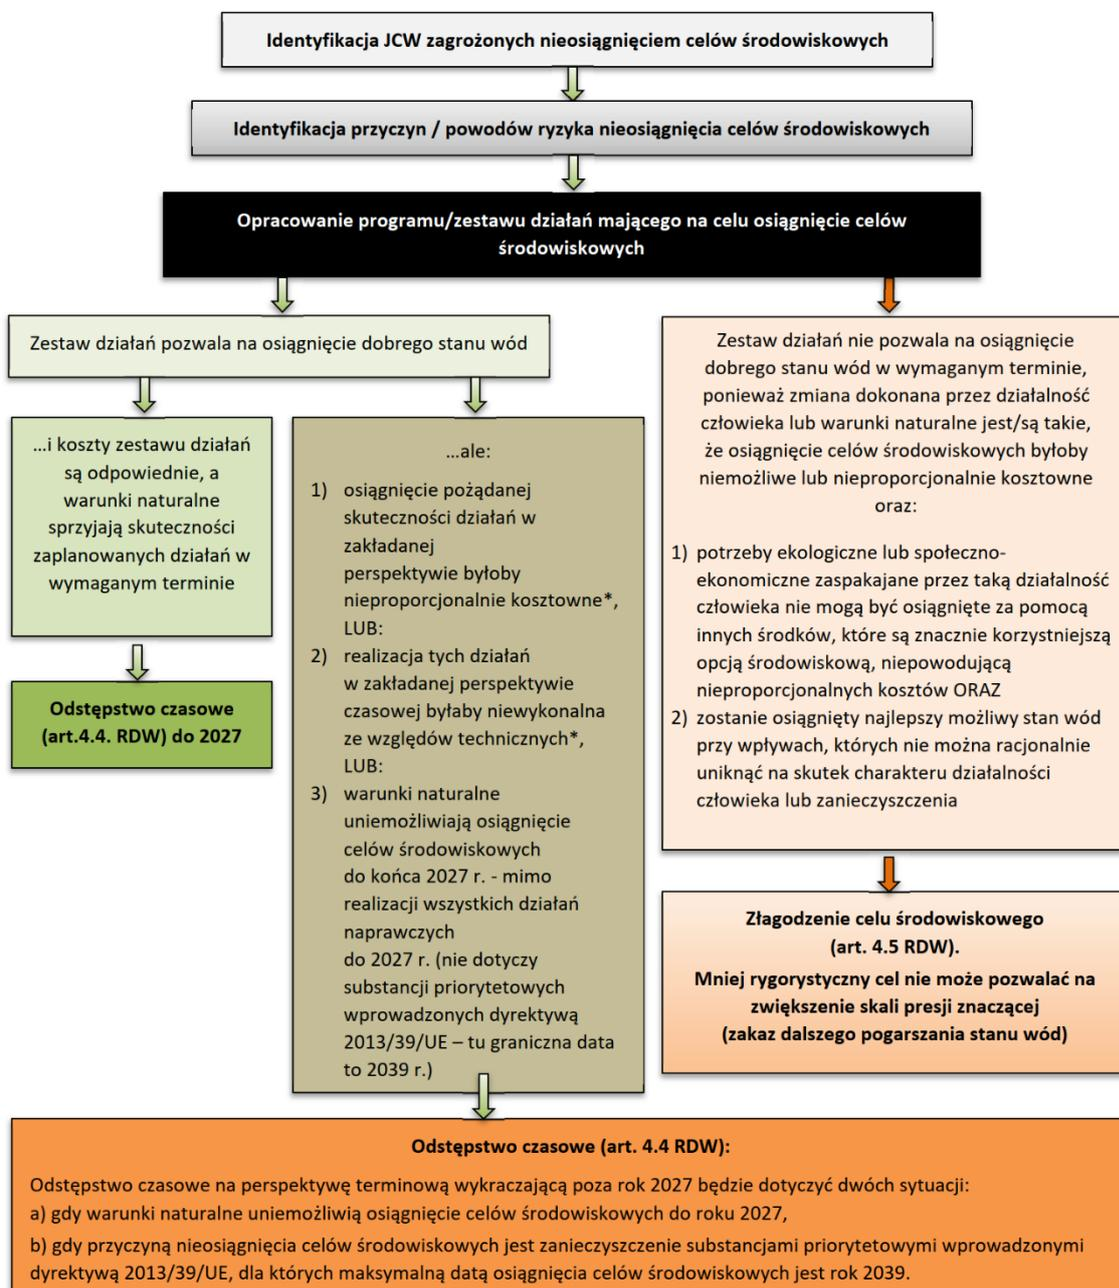 Identyfikacja JCW zagrożonych nieosiągnięciem celów środowiskowych
Identyfikacja przyczyn / powodów ryzyka nieosiągnięcia celów środowiskowych
Opracowanie programu/zestawu działań mającego na celu osiągnięcie celów
środowiskowych
Zestaw działań pozwala na osiągnięcie dobrego stanu wód
…i koszty zestawu działań
są odpowiednie, a
warunki naturalne
sprzyjają skuteczności
zaplanowanych działań w
wymaganym terminie
Odstępstwo czasowe
(art.4.4. RDW) do 2027
…ale:
1) osiągnięcie pożądanej
skuteczności działań w
zakładanej
perspektywie byłoby
nieproporcjonalnie kosztowne*,
LUB:
2) realizacja tych działań
w zakładanej perspektywie
czasowej byłaby niewykonalna
ze względów technicznych*,
LUB:
3) warunki naturalne
uniemożliwiają osiągnięcie
celów środowiskowych
do końca 2027 r. - mimo
realizacji wszystkich działań
naprawczych
do 2027 r. (nie dotyczy
substancji priorytetowych
wprowadzonych dyrektywą
2013/39/UE – tu graniczna data
to 2039 r.)
Zestaw działań nie pozwala na osiągnięcie
dobrego stanu wód w wymaganym terminie,
ponieważ zmiana dokonana przez działalność
człowieka lub warunki naturalne jest/są takie,
że osiągnięcie celów środowiskowych byłoby
niemożliwe lub nieproporcjonalnie kosztowne
oraz:
1) potrzeby ekologiczne lub społeczno-
ekonomiczne zaspakajane przez taką działalność
człowieka nie mogą być osiągnięte za pomocą
innych środków, które są znacznie korzystniejszą
opcją środowiskową, niepowodującą
nieproporcjonalnych kosztów ORAZ
2) zostanie osiągnięty najlepszy możliwy stan wód
przy wpływach, których nie można racjonalnie
uniknąć na skutek charakteru działalności
człowieka lub zanieczyszczenia
Złagodzenie celu środowiskowego
(art. 4.5 RDW).
Mniej rygorystyczny cel nie może pozwalać na
zwiększenie skali presji znaczącej
(zakaz dalszego pogarszania stanu wód)
Odstępstwo czasowe (art. 4.4 RDW):
Odstępstwo czasowe na perspektywę terminową wykraczającą poza rok 2027 będzie dotyczyć dwóch sytuacji:
a) gdy warunki naturalne uniemożliwią osiągnięcie celów środowiskowych do roku 2027,
b) gdy przyczyną nieosiągnięcia celów środowiskowych jest zanieczyszczenie substancjami priorytetowymi wprowadzonymi
dyrektywą 2013/39/UE, dla których maksymalną datą osiągnięcia celów środowiskowych jest rok 2039.